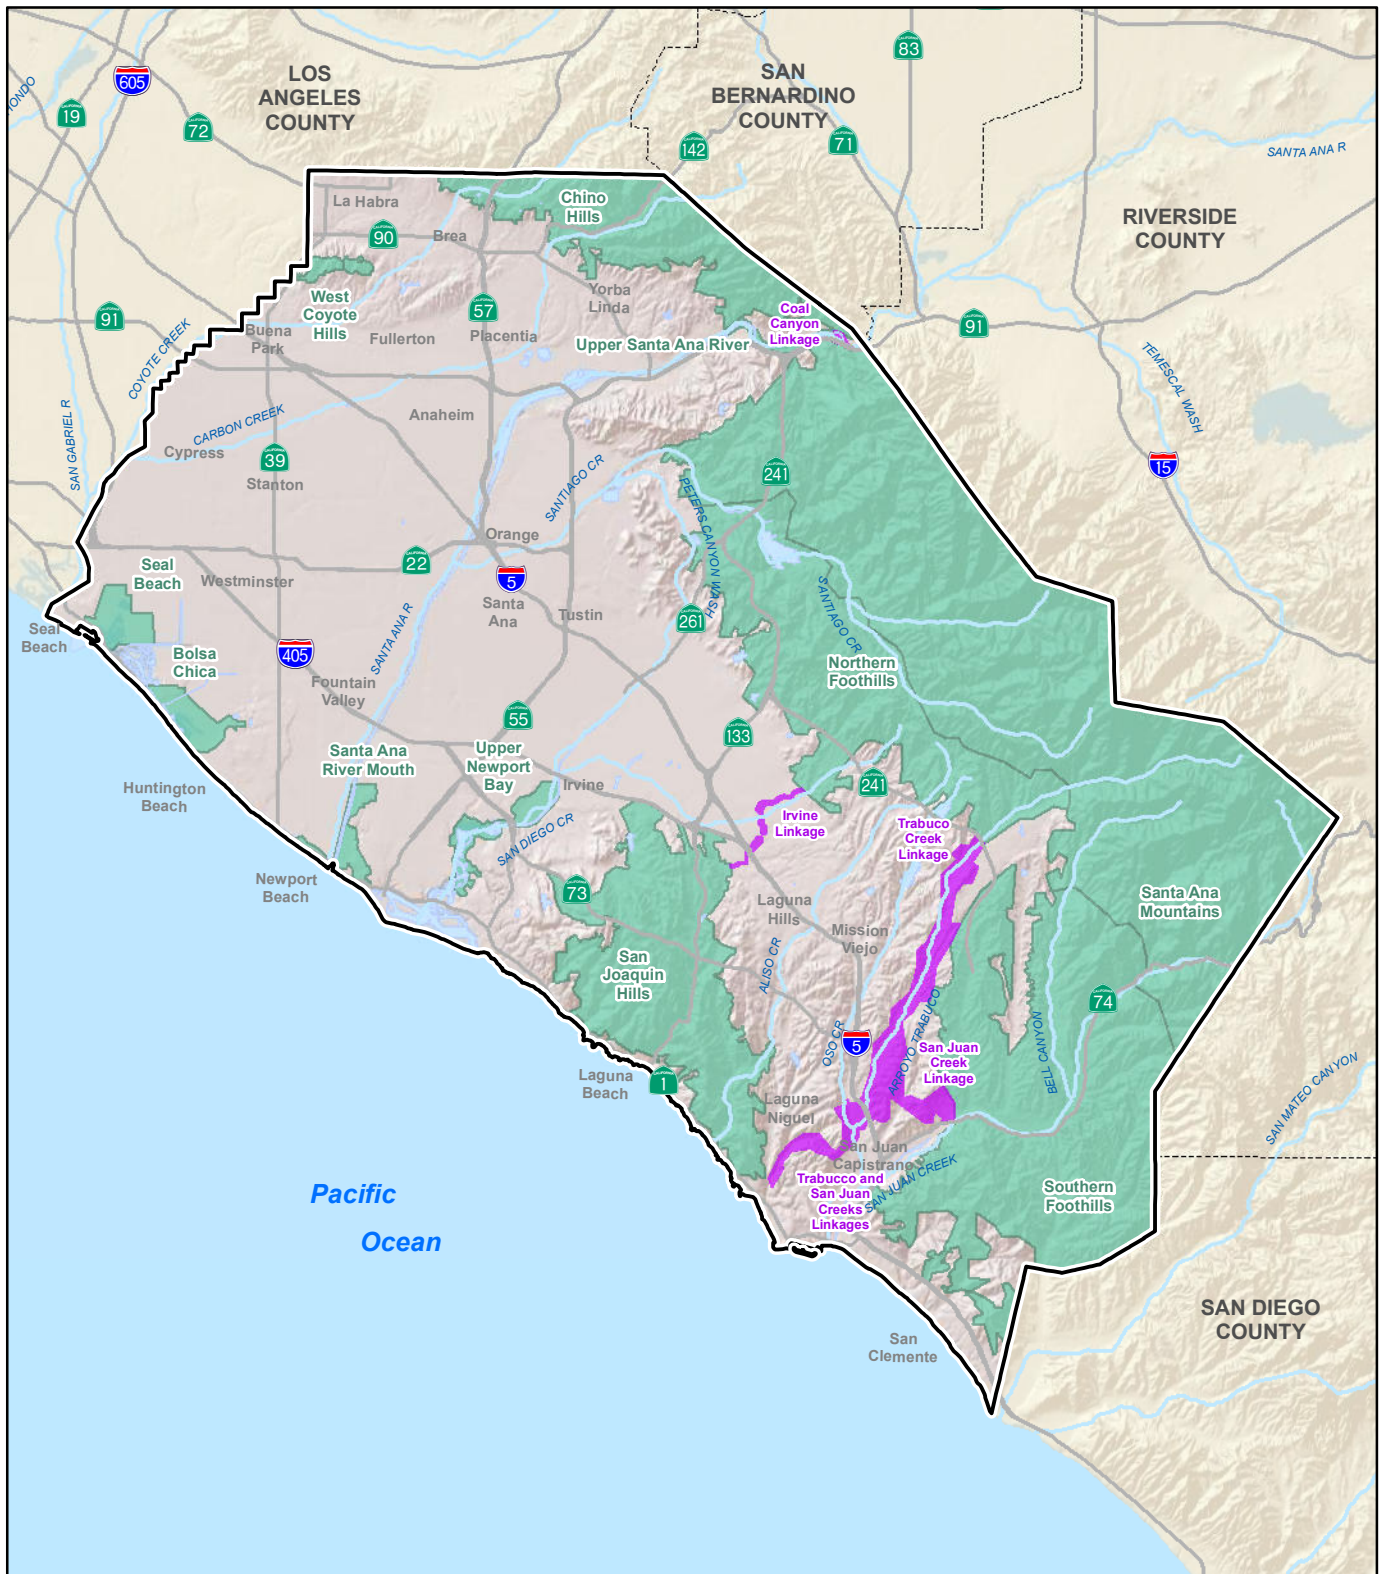 LOS
ANGELES
COUNTY
SAN
BERNARDINO
COUNTY
RIVERSIDE
COUNTY
SAN DIEGO
COUNTY
CALIFORNIA
83
605
19
72
142
71
HONDO
SANTA ANA R
La Habra
Chino
Hills
90
Brea
West
Coyote
Hills
Yorba
Linda
57
Coal
Canyon
Linkage
91
91
Buena
Park
Fullerton
Placentia
Upper Santa Ana River
COYOTE CREEK
TEMESCAL WASH
SAN GABRIEL R
CARBON CREEK
Anaheim
Cypress
39
Stanton
241
15
SANTIAGO CR
PETERS CANYON WASH
Orange
22
5
Seal
Beach
Westminster
Santa
Ana
Tustin
261
SANTIAGO CR
Seal
Beach
SANTA ANA R
405
Bolsa
Chica
Northern
Foothills
Fountain
Valley
55
133
Santa Ana
River Mouth
Upper
Newport
Bay
Irvine
241
Huntington
Beach
Irvine
Linkage
Trabuco
Creek
Linkage
SAN DIEGO CR
Newport
Beach
73
Laguna
Hills
Santa Ana
Mountains
Mission
Viejo
ALISO CR
San
Joaquin
Hills
74
ARROYO TRABUCO
OSO CR
5
BELL CANYON
San Juan
Creek
Linkage
Laguna
Beach
1
Laguna
Niguel
SAN MATEO CANYON
San Juan
Capistrano
SAN JUAN CREEK
Trabucco and
San Juan
Creeks
Linkages
Southern
Foothills
Pacific
Ocean
San
Clemente